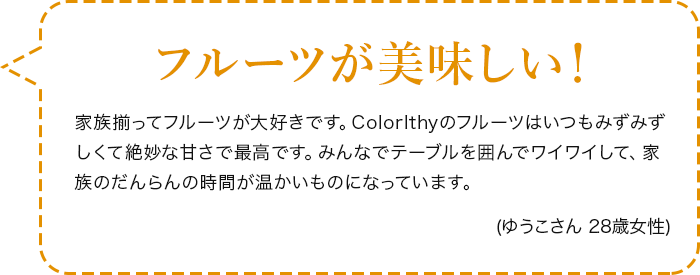 フルーツが美味しい！
家族揃ってフルーツが大好きです。Colorlthyのフルーツはいつもみずみず
しくて絶妙な甘さで最高です。みんなでテーブルを囲んでワイワイして、家
族のだんらんの時間が温かいものになっています。
(ゆうこさん 28歳女性)